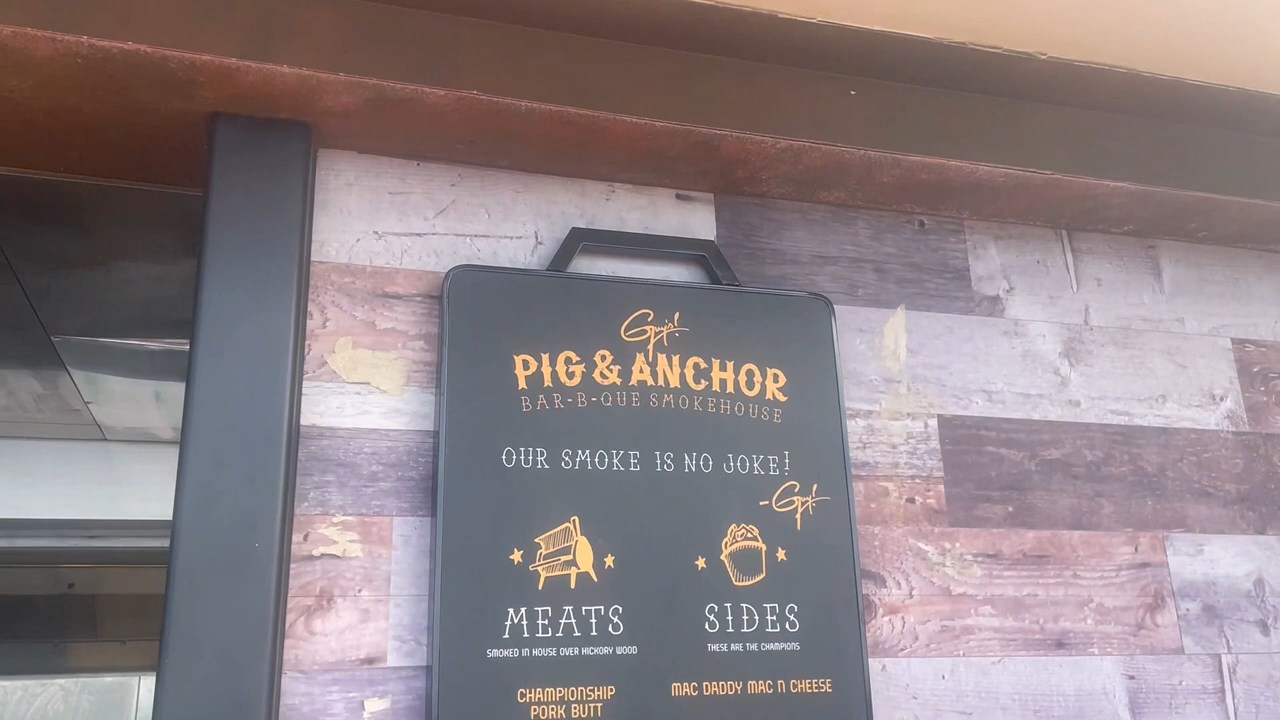 Guy's!
PIG & ANCHOR
BAR-B-QUE SMOKEHOUSE
OUR SMOKE IS NO JOKE!
-Guy!
MEATS
SMOKED IN HOUSE OVER HICKORY WOOD
CHAMPIONSHIP
PORK BUTT
SIDES
THESE ARE THE CHAMPIONS
MAC DADDY MAC N CHEESE